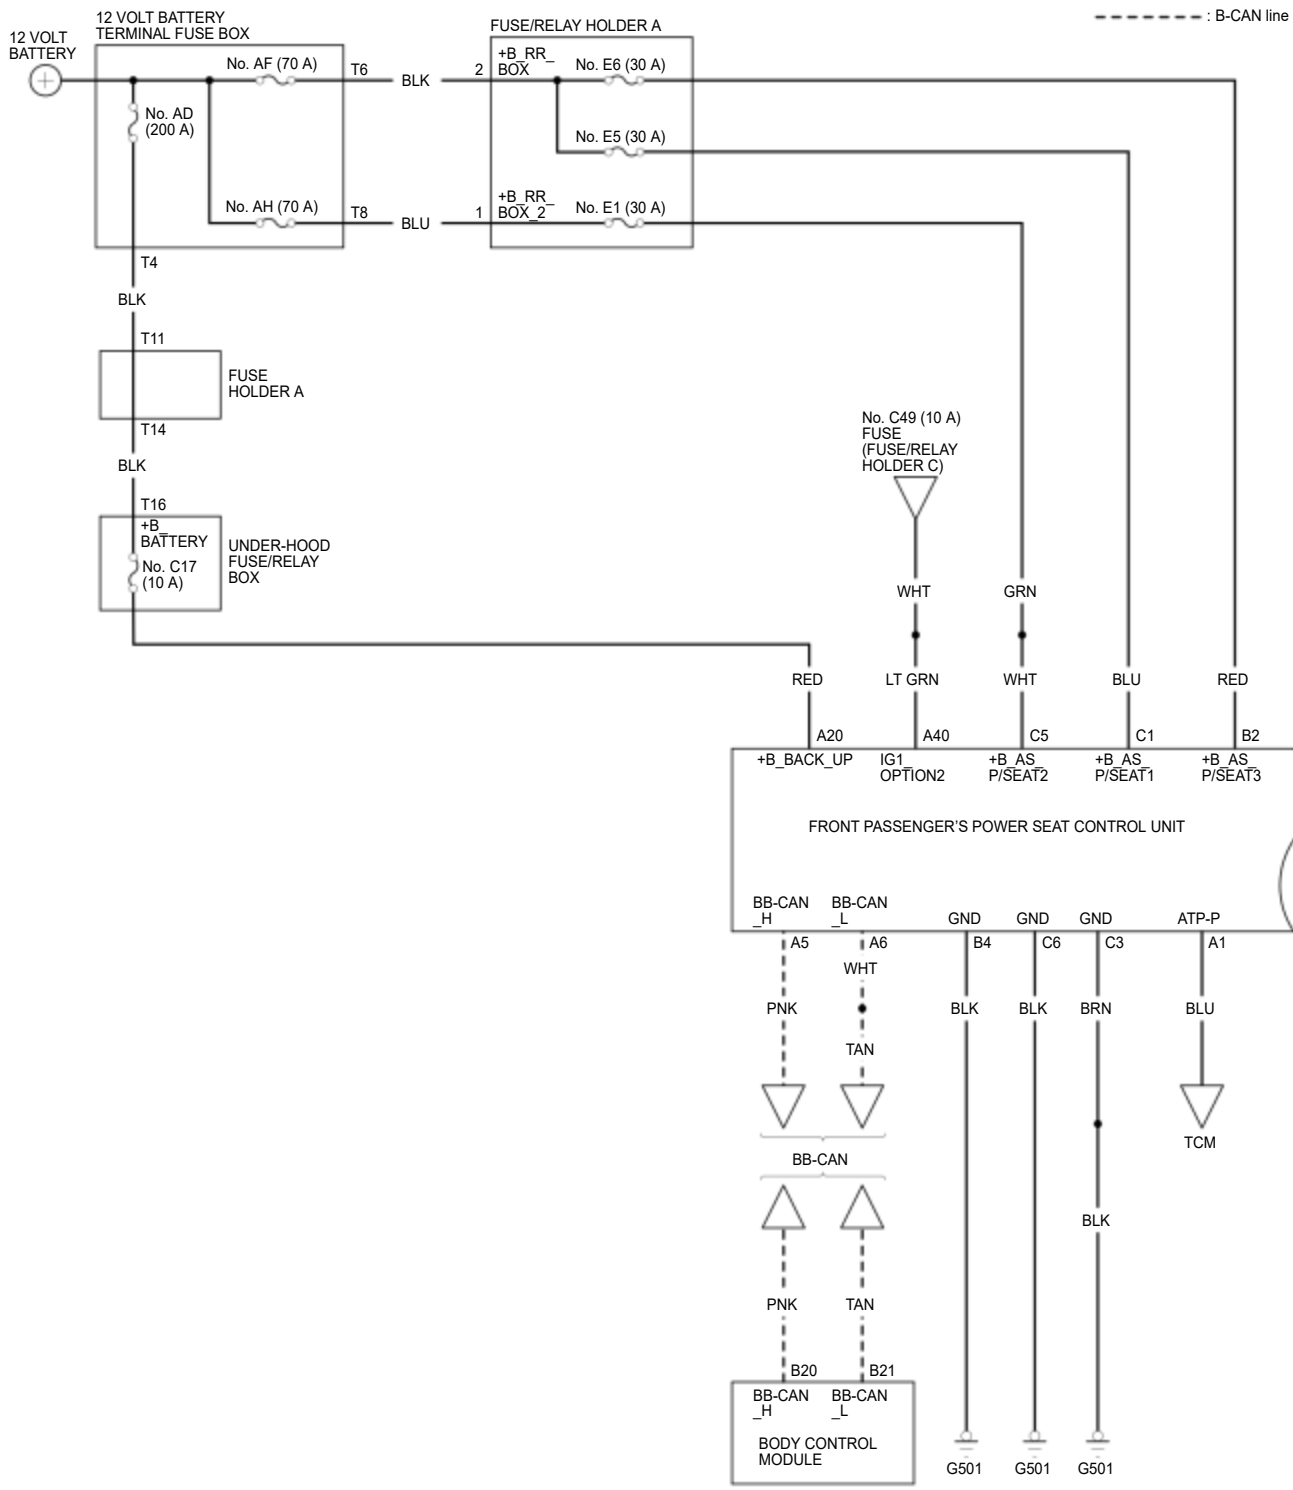 12 VOLT BATTERY
TERMINAL FUSE BOX
12 VOLT
BATTERY
FUSE/RELAY HOLDER A
: B-CAN line
No. AF (70 A)
T6
BLK
2
+B_RR_
BOX
No. E6 (30 A)
No. AD
(200 A)
No. E5 (30 A)
No. AH (70 A)
T8
BLU
1
+B_RR_
BOX_2
No. E1 (30 A)
T4
BLK
T11
FUSE
HOLDER A
T14
BLK
T16
+B_
BATTERY
No. C17
(10 A)
UNDER-HOOD
FUSE/RELAY
BOX
No. C49 (10 A)
FUSE
(FUSE/RELAY
HOLDER C)
WHT
GRN
RED
LT GRN
WHT
BLU
RED
A20
A40
C5
C1
B2
+B_BACK_UP
IG1_
OPTION2
+B_AS_
P/SEAT2
+B_AS_
P/SEAT1
+B_AS_
P/SEAT3
FRONT PASSENGER'S POWER SEAT CONTROL UNIT
BB-CAN
_H
BB-CAN
_L
GND
GND
GND
ATP-P
A5
A6
B4
C6
C3
A1
WHT
PNK
BLK
BLK
BRN
BLU
TAN
TCM
BB-CAN
BLK
PNK
TAN
B20
B21
BB-CAN
_H
BB-CAN
_L
BODY CONTROL
MODULE
G501
G501
G501